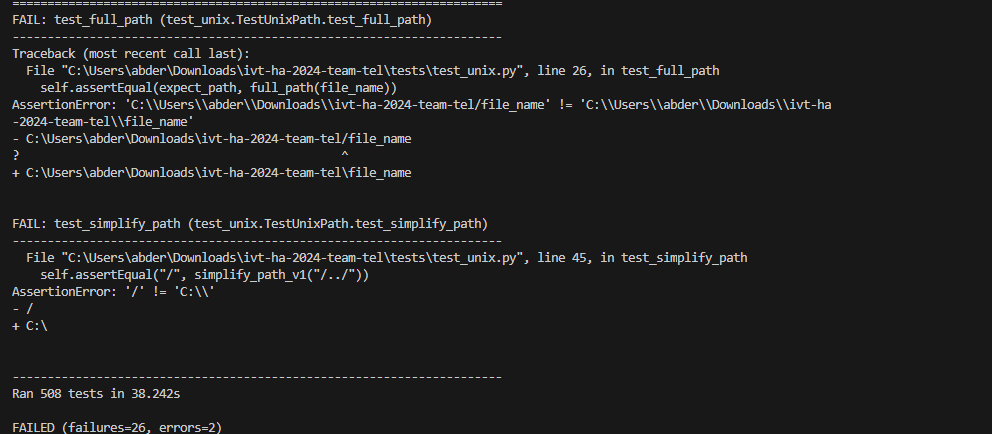 ======================================================================
FAIL: test_full_path (test_unix.TestUnixPath.test_full_path)
----------------------------------------------------------------------
Traceback (most recent call last):
  File "C:\Users\abder\Downloads\ivt-ha-2024-team-tel\tests\test_unix.py", line 26, in test_full_path
    self.assertEqual(expect_path, full_path(file_name))
AssertionError: 'C:\\Users\\abder\\Downloads\\ivt-ha-2024-team-tel/file_name' != 'C:\\Users\\abder\\Downloads\\ivt-ha
-2024-team-tel\\file_name'
- C:\Users\abder\Downloads\ivt-ha-2024-team-tel/file_name
?                                              ^
+ C:\Users\abder\Downloads\ivt-ha-2024-team-tel\file_name
FAIL: test_simplify_path (test_unix.TestUnixPath.test_simplify_path)
----------------------------------------------------------------------
  File "C:\Users\abder\Downloads\ivt-ha-2024-team-tel\tests\test_unix.py", line 45, in test_simplify_path
    self.assertEqual("/", simplify_path_v1("/../"))
AssertionError: '/' != 'C:\\'
- /
+ C:\
----------------------------------------------------------------------
Ran 508 tests in 38.242s
FAILED (failures=26, errors=2)